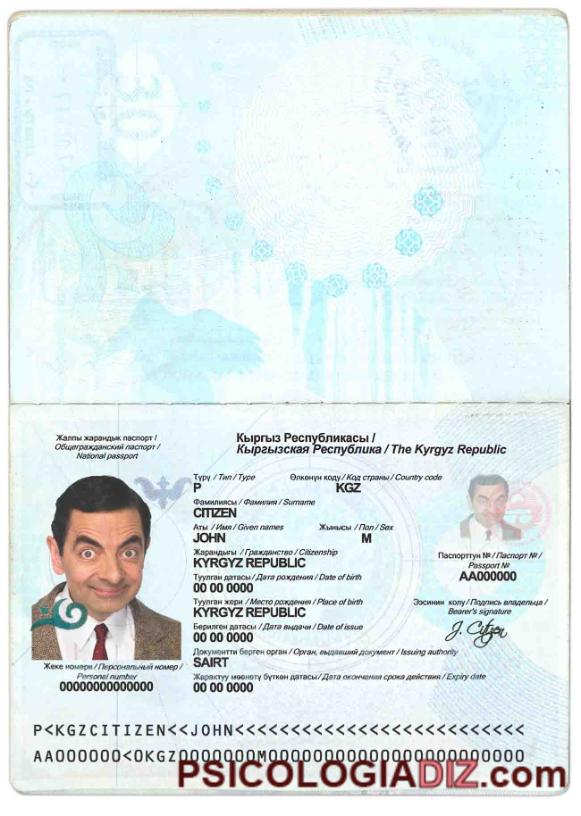 Жалпы жарандык паспорт /
Общегражданский паспорт /
National passport
Кыргыз Республикасы /
Кыргызская Республика / The Kyrgyz Republic
Түрү / Тип / Type
P
Өлкөнүн коду / Код страны / Country code
KGZ
Фамилиясы / Фамилия / Surname
CITIZEN
Аты / Имя / Given names
JOHN
Жынысы / Пол / Sex
M
Жарандыгы / Гражданство / Citizenship
KYRGYZ REPUBLIC
Туулган датасы / Дата рождения / Date of birth
00 00 0000
Туулган жери / Место рождения / Place of birth
KYRGYZ REPUBLIC
Берилген датасы / Дата выдачи / Date of issue
00 00 0000
Документти берген орган / Орган, выдавший документ / Issuing authority
SAIRT
Жарактуу мөөнөтү бүткөн датасы / Дата окончания срока действия / Expiry date
00 00 0000
Паспорттун № / Паспорт № /
Passport №
AA000000
Ээсинин колу / Подпись владельца /
Bearer's signature
J. Citizen
Жеке номери / Персональный номер /
Personal number
00000000000000
P<KGZCITIZEN<<JOHN<<<<<<<<<<<<<<<<<<<<<<<<<<
AA000000<0KGZ0000000M00000000000000000000000
PSICOLOGIADIZ.com